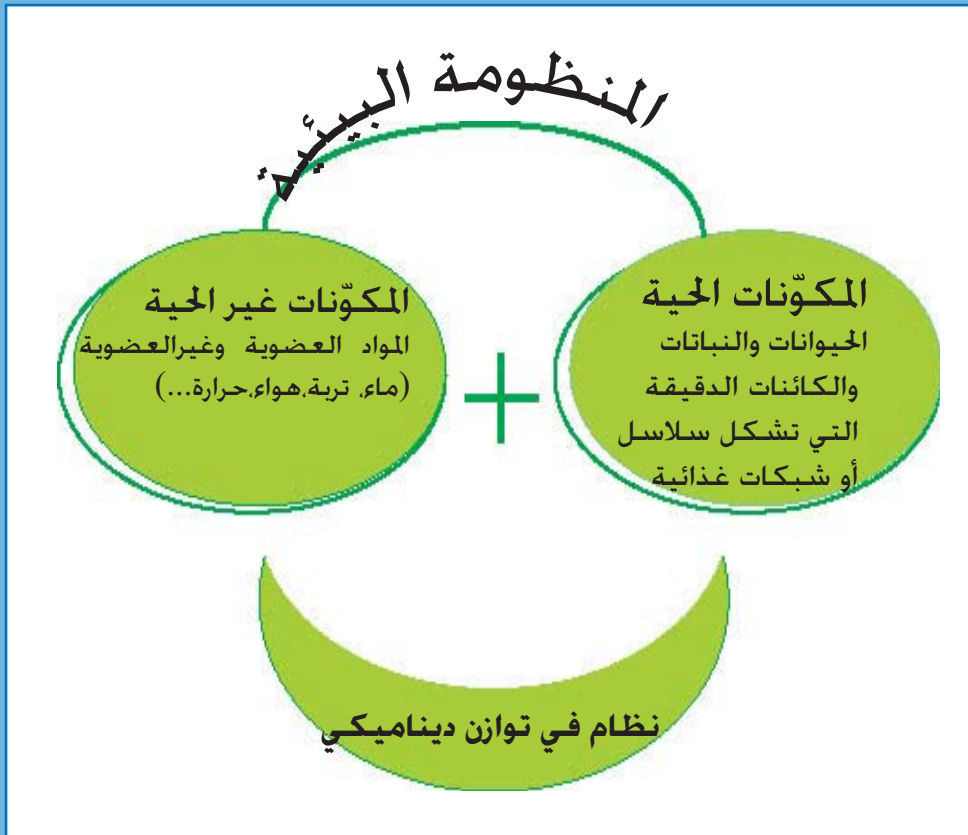 المنظومة البيئية
المكوّنات الحية
الحيوانات والنباتات
والكائنات الدقيقة
التي تشكل سلاسل
أو شبكات غذائية
+
المكوّنات غير الحية
المواد العضوية وغيرالعضوية
(ماء، تربة،هواء،حرارة...)
نظام في توازن ديناميكي